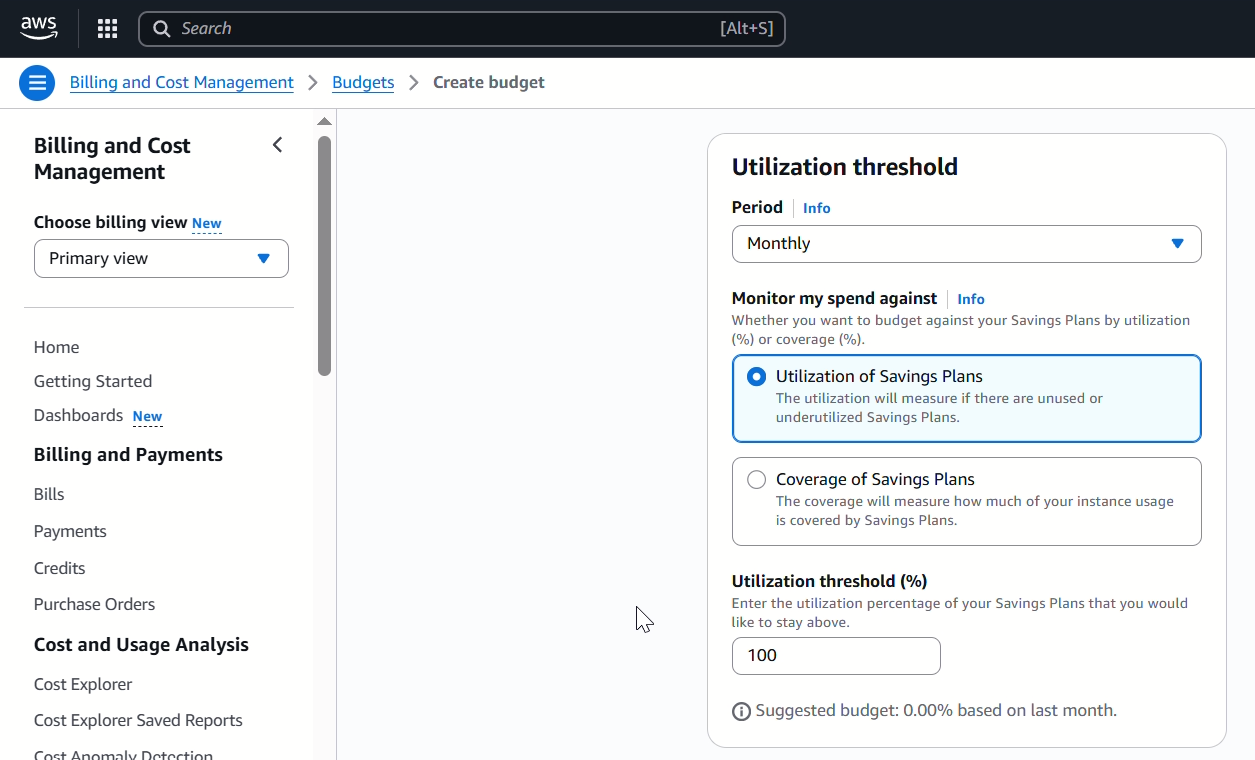 aws
Search [Alt+S]
Billing and Cost Management > Budgets > Create budget
Billing and Cost
Management
Choose billing view New
Primary view
Home
Getting Started
Dashboards New
Billing and Payments
Bills
Payments
Credits
Purchase Orders
Cost and Usage Analysis
Cost Explorer
Cost Explorer Saved Reports
Cost Anomaly Detection
Utilization threshold
Period Info
Monthly
Monitor my spend against Info
Whether you want to budget against your Savings Plans by utilization
(%) or coverage (%).
Utilization of Savings Plans
The utilization will measure if there are unused or
underutilized Savings Plans.
Coverage of Savings Plans
The coverage will measure how much of your instance usage
is covered by Savings Plans.
Utilization threshold (%)
Enter the utilization percentage of your Savings Plans that you would
like to stay above.
100
Suggested budget: 0.00% based on last month.